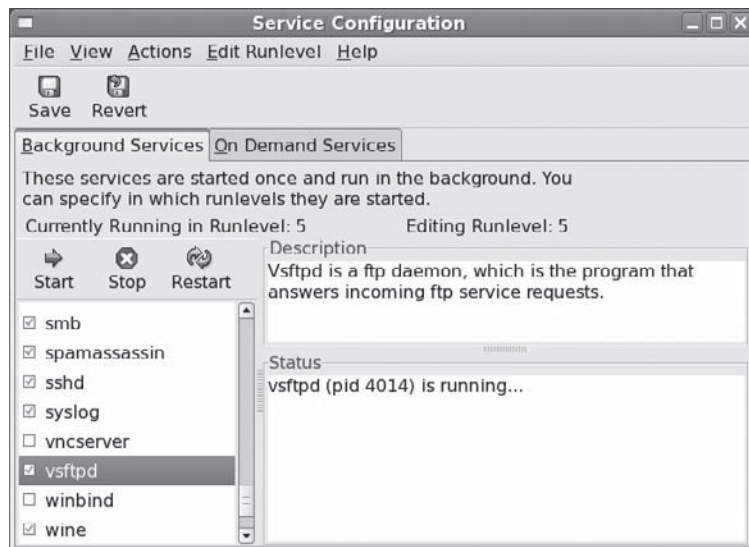 Service Configuration
File View Actions Edit Runlevel Help
Save Revert
Background Services On Demand Services
These services are started once and run in the background. You
can specify in which runlevels they are started.
Currently Running in Runlevel: 5 Editing Runlevel: 5
Start Stop Restart
smb
spamassassin
sshd
syslog
vncserver
vsftpd
winbind
wine
Description
Vsftpd is a ftp daemon, which is the program that
answers incoming ftp service requests.
Status
vsftpd (pid 4014) is running...